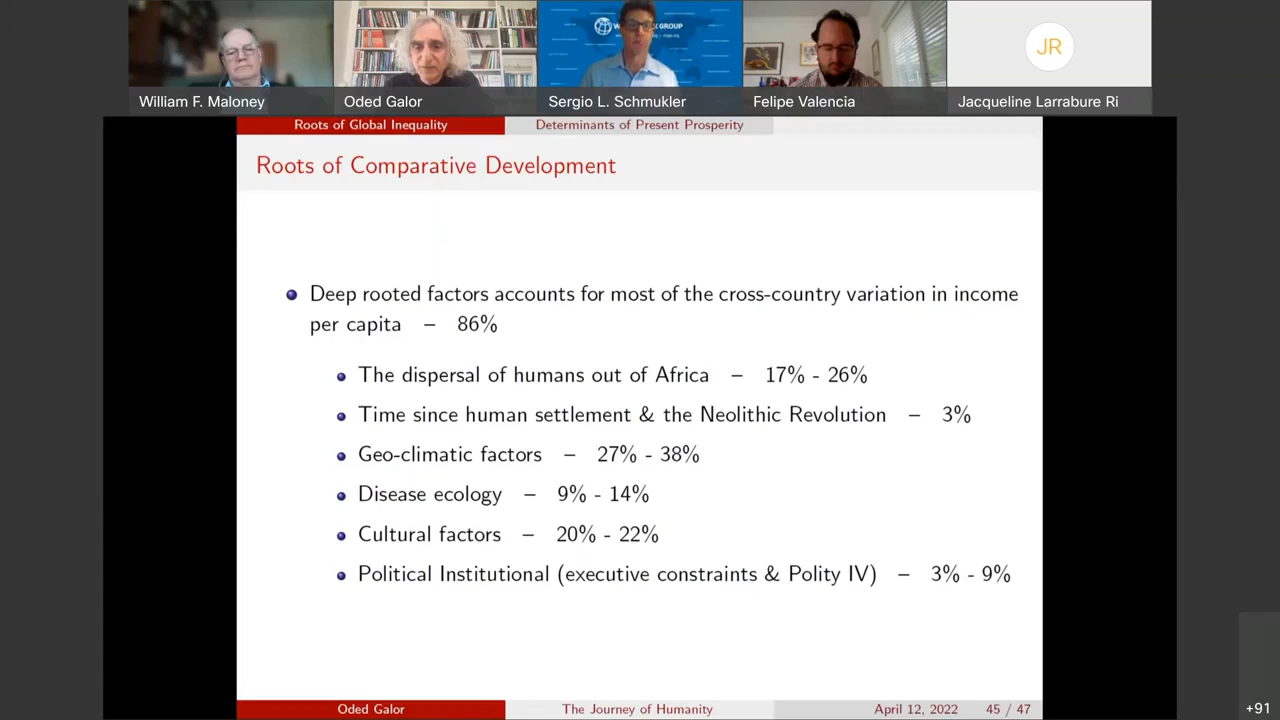 JR
William F. Maloney
Oded Galor
Sergio L. Schmukler
Felipe Valencia
Jacqueline Larrabure Ri
Roots of Global Inequality
Determinants of Present Prosperity
Roots of Comparative Development
Deep rooted factors accounts for most of the cross-country variation in income
per capita – 86%
The dispersal of humans out of Africa – 17% - 26%
Time since human settlement & the Neolithic Revolution – 3%
Geo-climatic factors – 27% - 38%
Disease ecology – 9% - 14%
Cultural factors – 20% - 22%
Political Institutional (executive constraints & Polity IV) – 3% - 9%
Oded Galor
The Journey of Humanity
April 12, 2022
45 / 47
+91